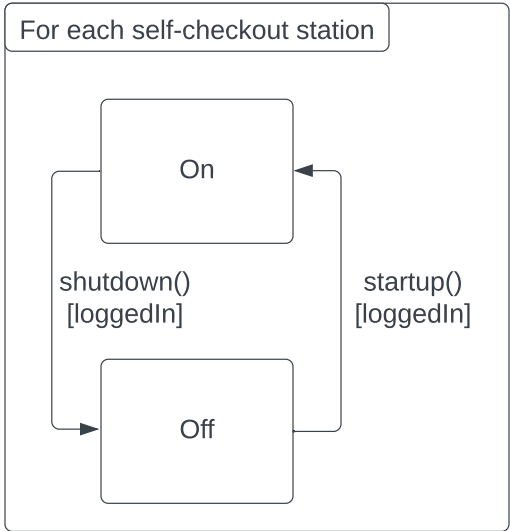 For each self-checkout station
On
shutdown()
[loggedIn]
startup()
[loggedIn]
Off